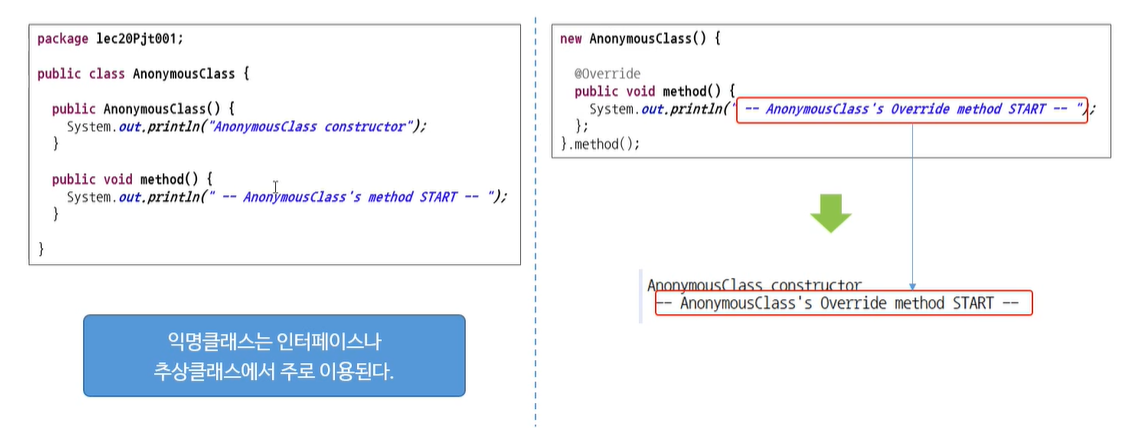 package lec20Pjt001;
public class AnonymousClass {
public AnonymousClass() {
System.out.println("AnonymousClass constructor");
}
public void method() {
System.out.println(" -- AnonymousClass's method START -- ");
}
}
익명클래스는 인터페이스나
추상클래스에서 주로 이용된다.
new AnonymousClass() {
@Override
public void method() {
System.out.println(" -- AnonymousClass's Override method START -- ");
};
}.method();
AnonymousClass constructor
-- AnonymousClass's Override method START --